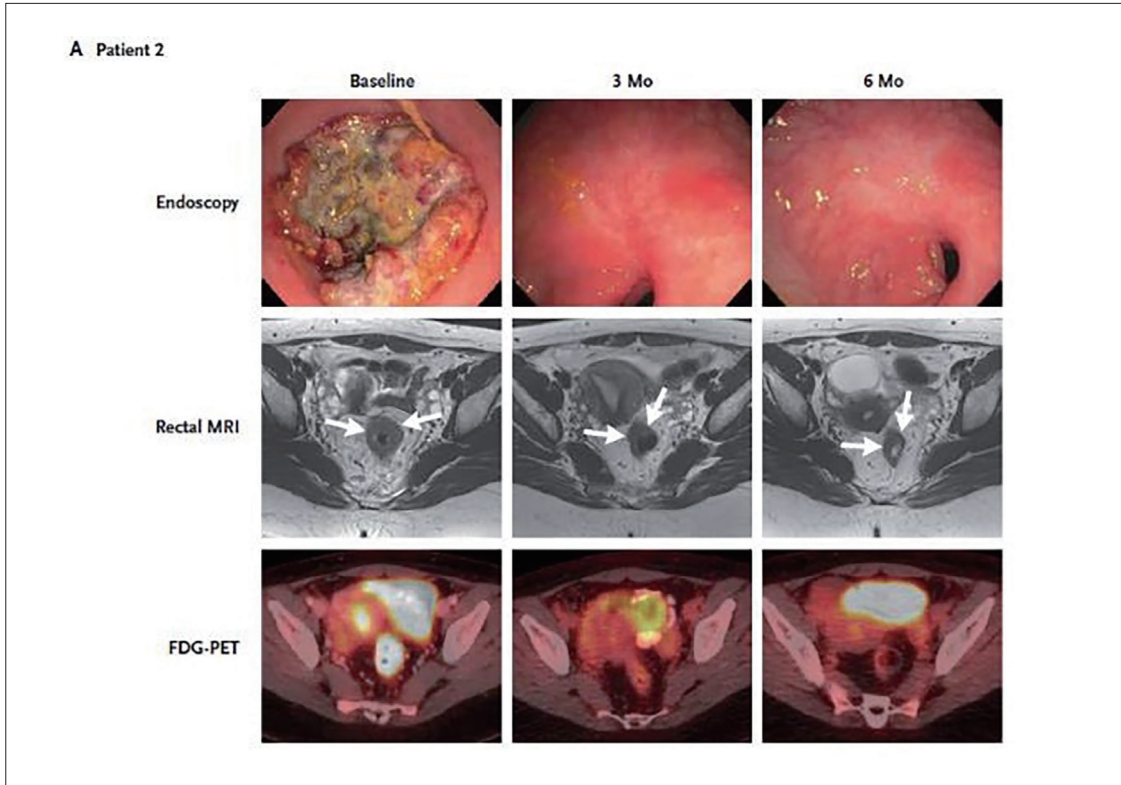 A Patient 2
Baseline 3 Mo 6 Mo
Endoscopy
Rectal MRI
FDG-PET